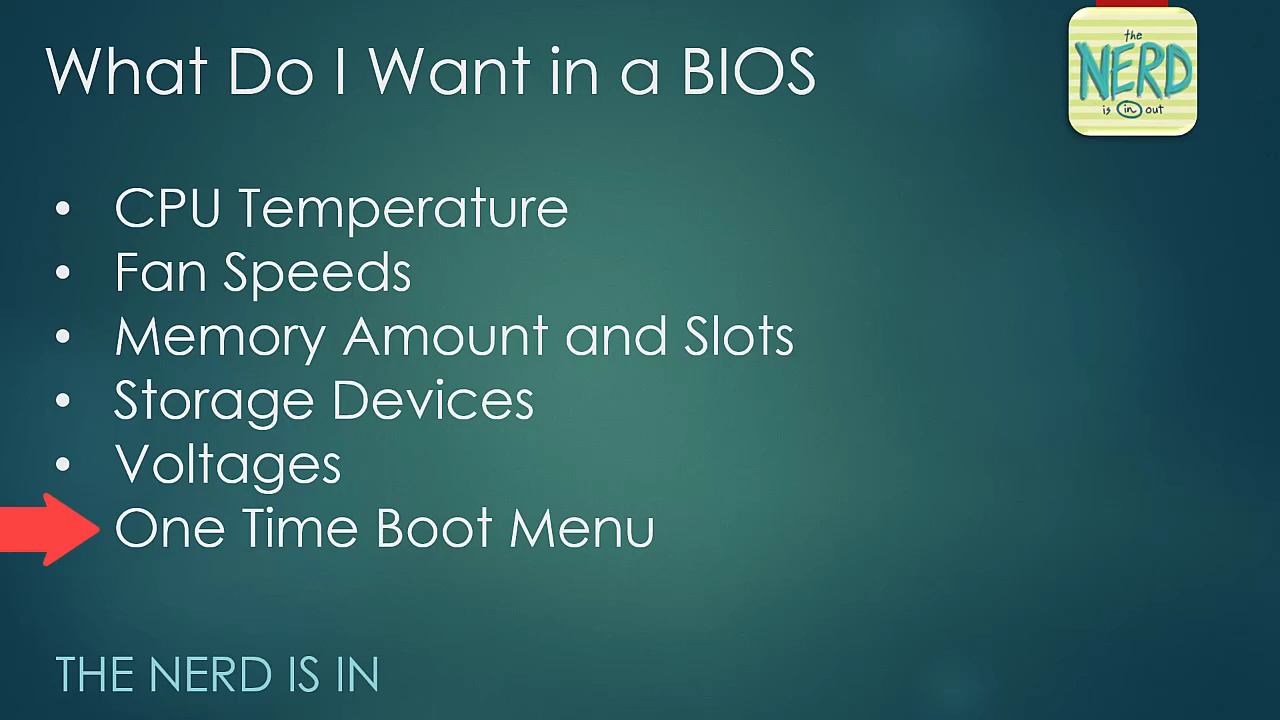 What Do I Want in a BIOS
the
NERD
is in out
• CPU Temperature
• Fan Speeds
• Memory Amount and Slots
• Storage Devices
• Voltages
One Time Boot Menu
THE NERD IS IN